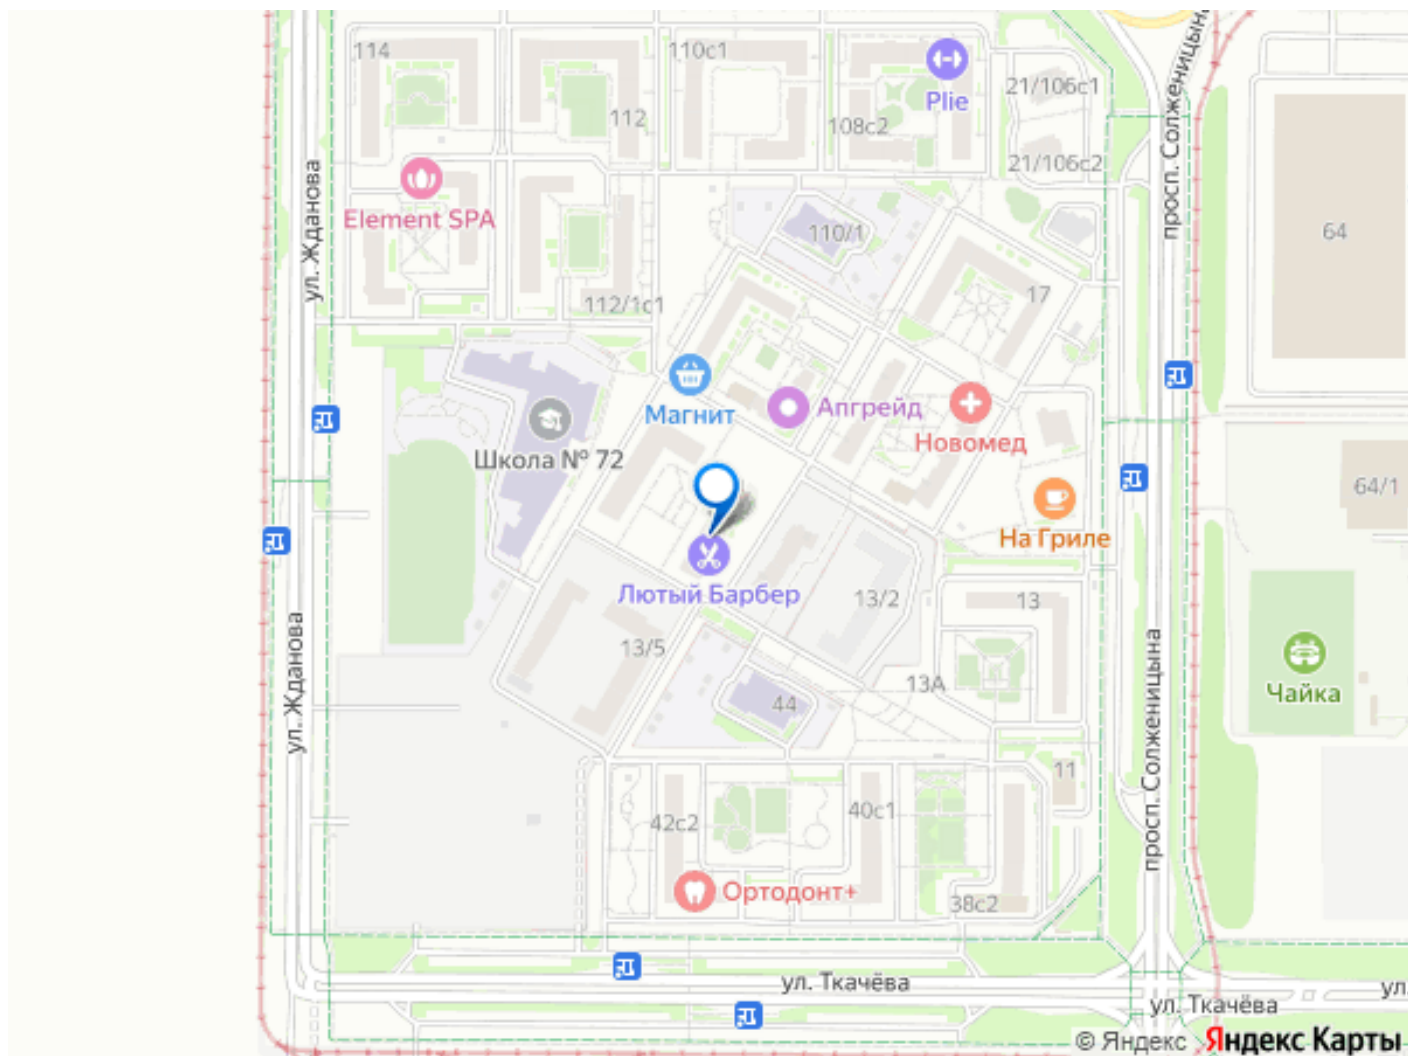 114
110с1
Plie
21/106с1
112
108с2
21/106с2
просп. Солженицына
просп. Солженицына
ул. Жданова
Element SPA
110/1
64
17
112/1с1
Магнит
Апгрейд
Новомед
Школа № 72
64/1
На Гриле
Лютый Барбер
13/2
13
13/5
13А
44
Чайка
ул. Жданова
просп. Солженицына
11
42с2
40с1
Ортодонт+
38с2
ул. Ткачёва
ул.
ул. Ткачёва
© Яндекс Яндекс Карты